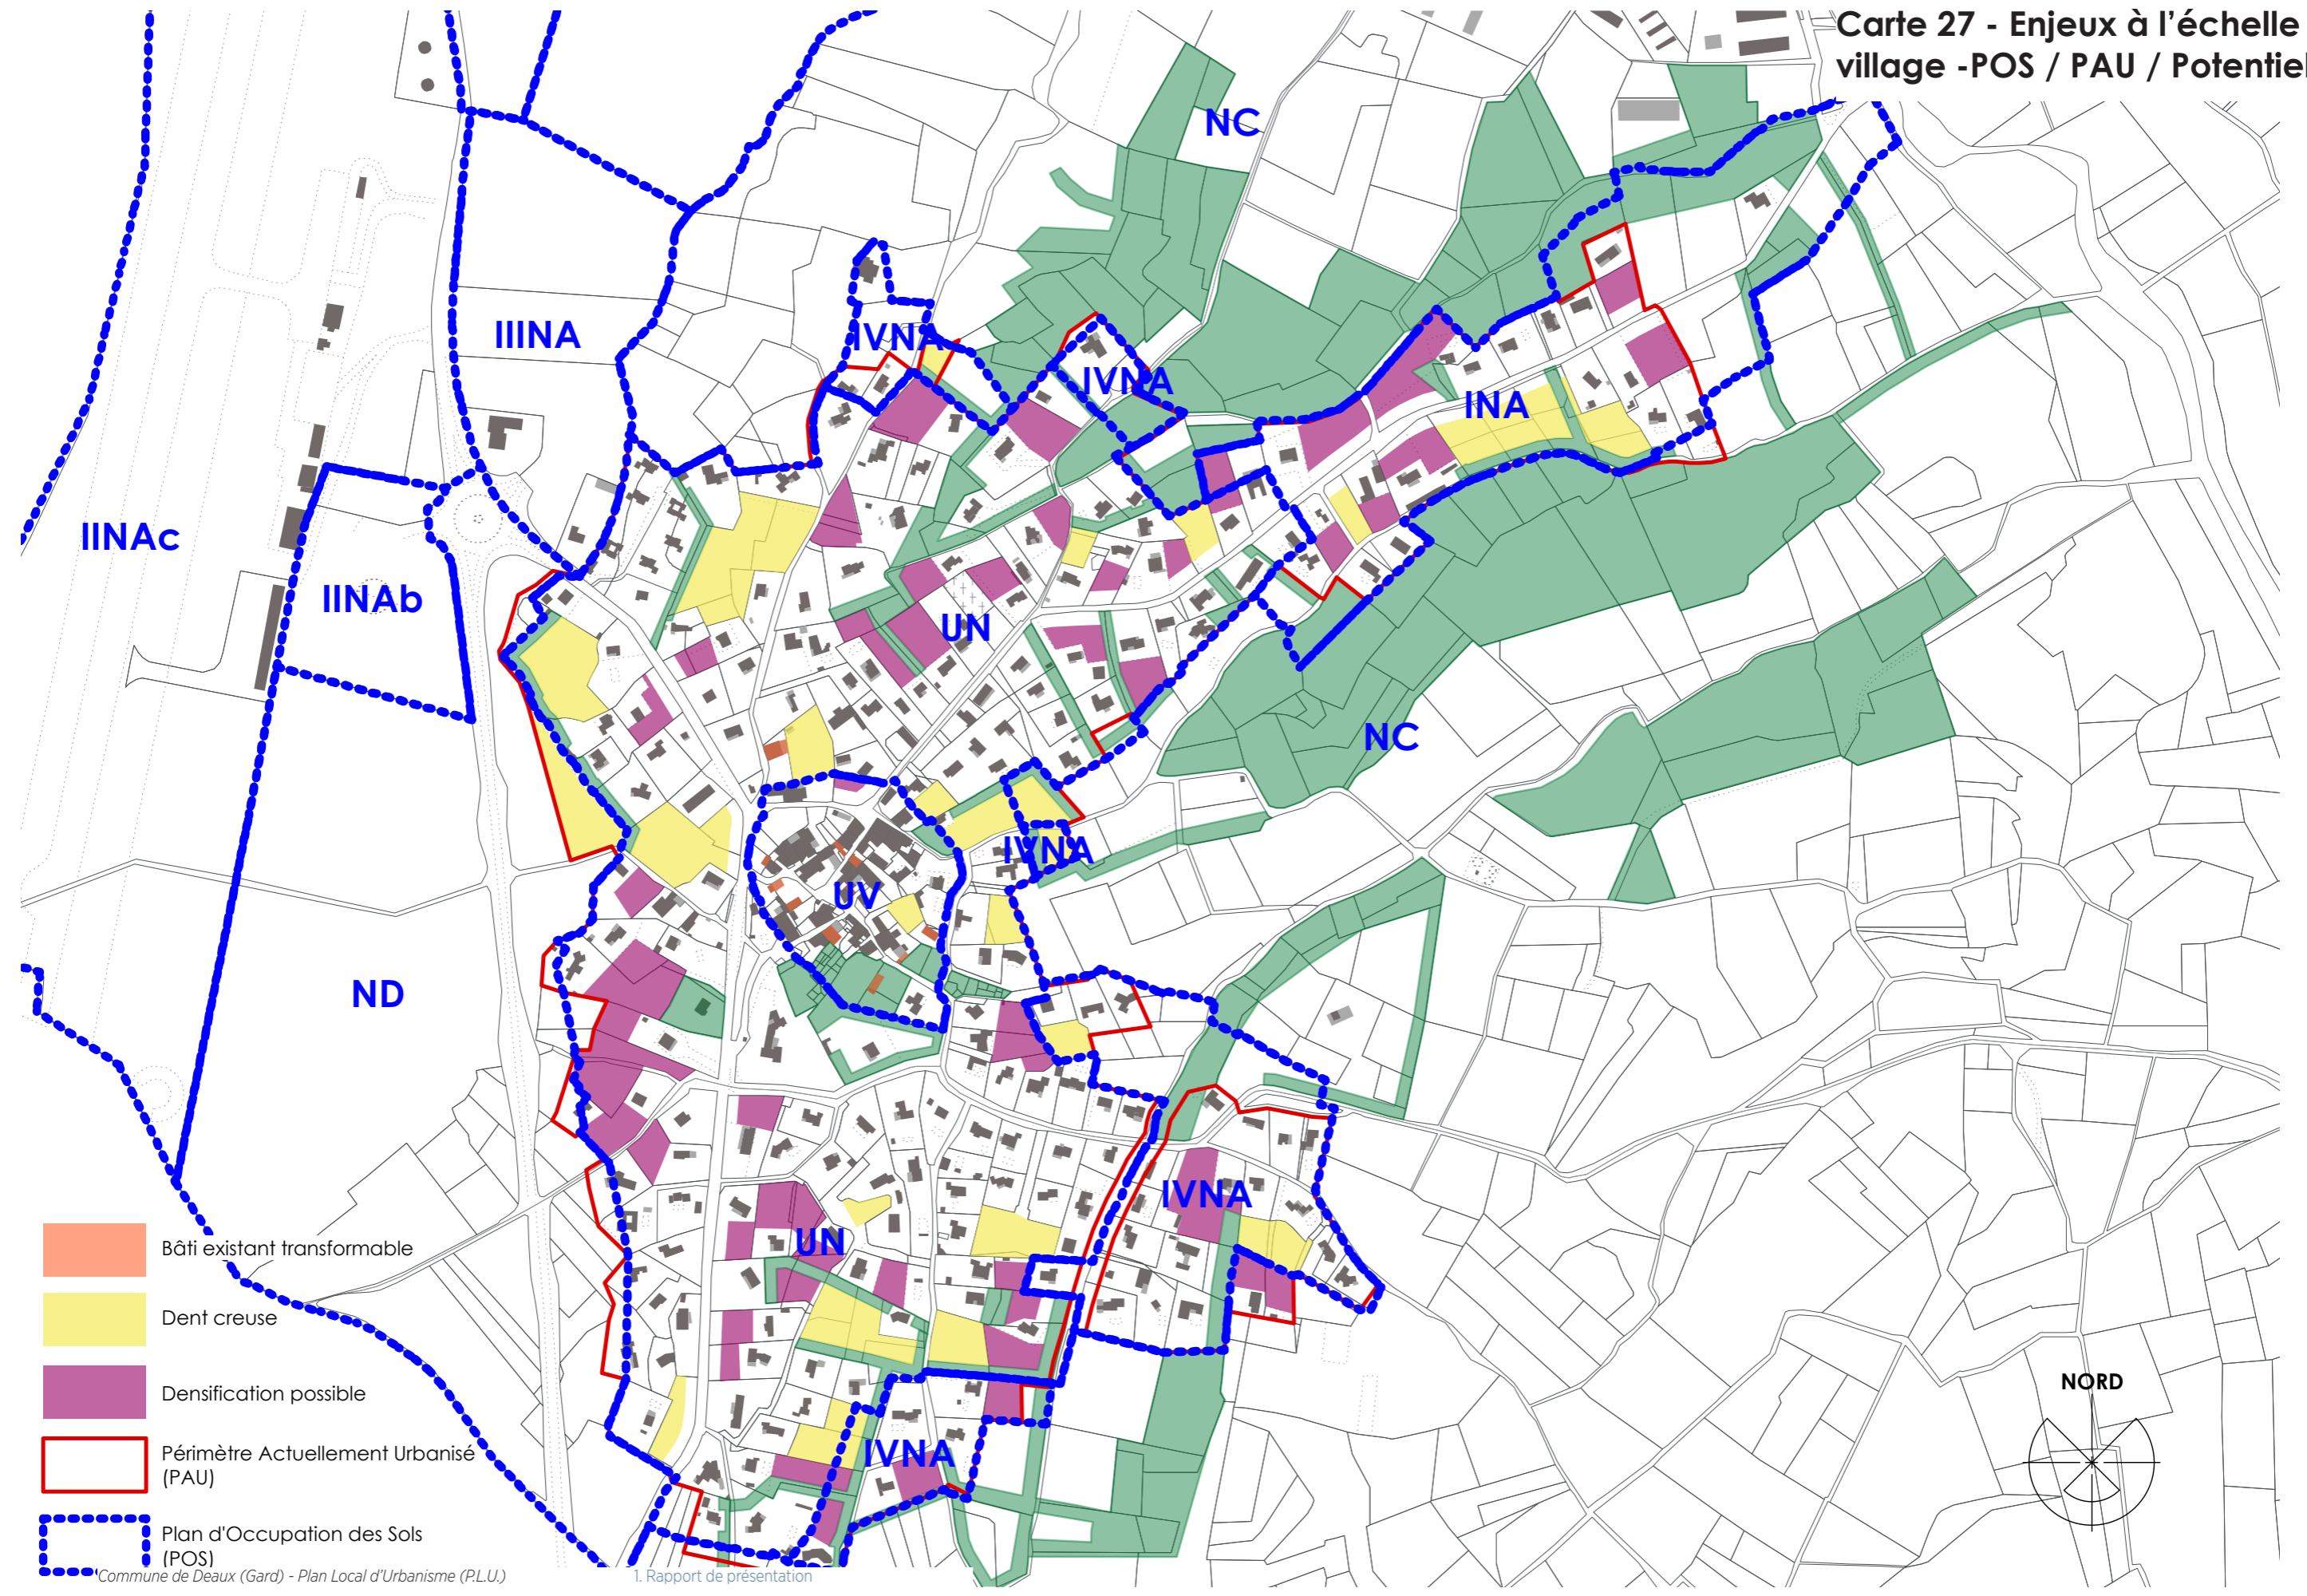 Carte 27 - Enjeux à l'échelle
village -POS / PAU / Potentiel
NC
IIINA
IVNA
IVNA
INA
IINAc
IINAb
UN
NC
IVNA
UV
ND
IVNA
UN
IVNA
NORD
Bâti existant transformable
Dent creuse
Densification possible
Périmètre Actuellement Urbanisé
(PAU)
Plan d'Occupation des Sols
(POS)
Commune de Deaux (Gard) - Plan Local d'Urbanisme (P.L.U.)
1. Rapport de présentation